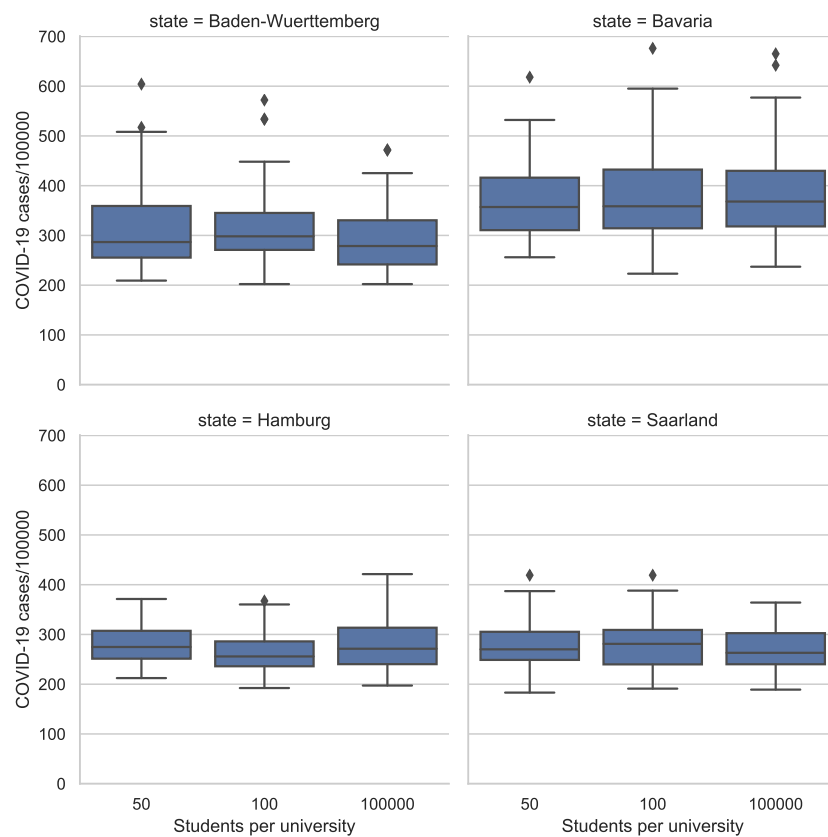 state = Baden-Wuerttemberg
state = Bavaria
700
600
500
400
300
200
100
0
COVID-19 cases/100000
state = Hamburg
state = Saarland
700
600
500
400
300
200
100
0
COVID-19 cases/100000
50
100
100000
50
100
100000
Students per university
Students per university